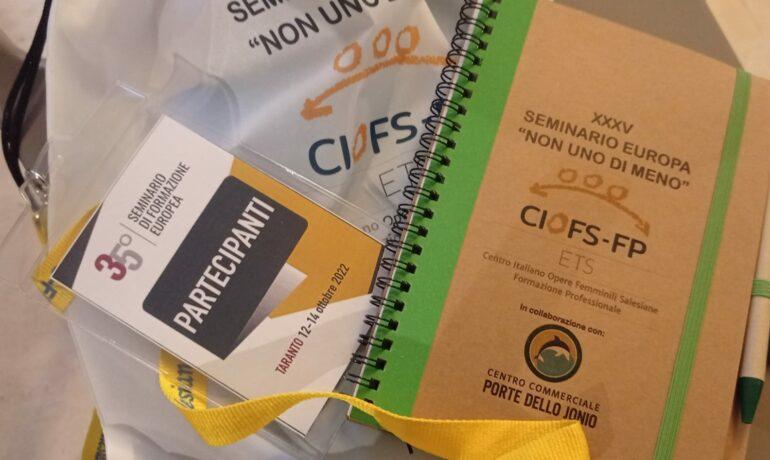 SEMINARIO
"NON UNO DI
CIOFS-
ETS
35°
SEMINARIO
DI FORMAZIONE
EUROPEA
PARTECIPANTI
TARANTO 12-14 ottobre 2022
XXXV
SEMINARIO EUROPA
"NON UNO DI MENO"
CIOFS-FP
ETS
Centro Italiano Opere Femminili Salesiane
Formazione Professionale
in collaborazione con:
CENTRO COMMERCIALE
PORTE DELLO JONIO